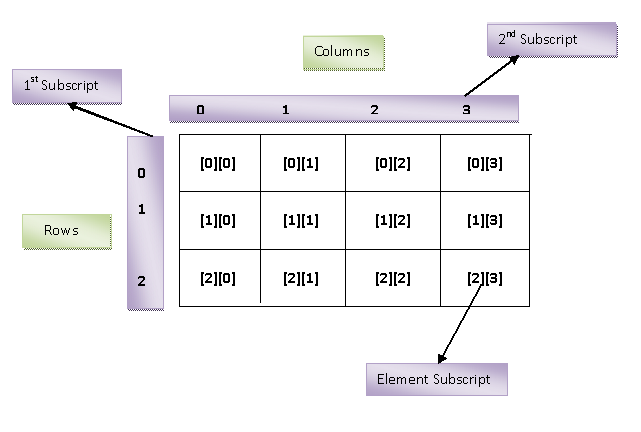 Columns
2nd Subscript
1st Subscript
0 1 2 3
0 [0][0] [0][1] [0][2] [0][3]
1 [1][0] [1][1] [1][2] [1][3]
Rows
2 [2][0] [2][1] [2][2] [2][3]
Element Subscript